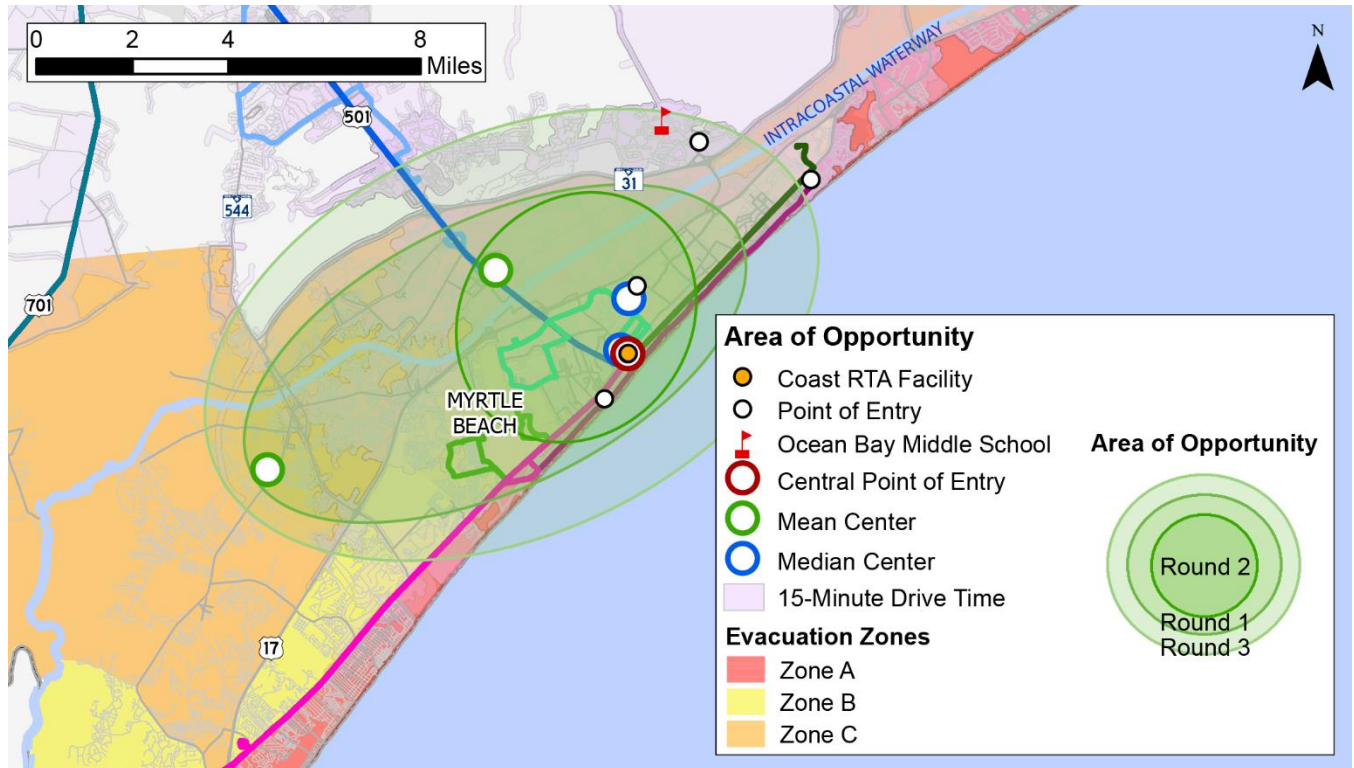 0 2 4 8
Miles
N
INTRACOASTAL WATERWAY
501
31
544
701
MYRTLE
BEACH
17
Area of Opportunity
Coast RTA Facility
Point of Entry
Ocean Bay Middle School
Central Point of Entry
Mean Center
Median Center
15-Minute Drive Time
Evacuation Zones
Zone A
Zone B
Zone C
Area of Opportunity
Round 2
Round 1
Round 3